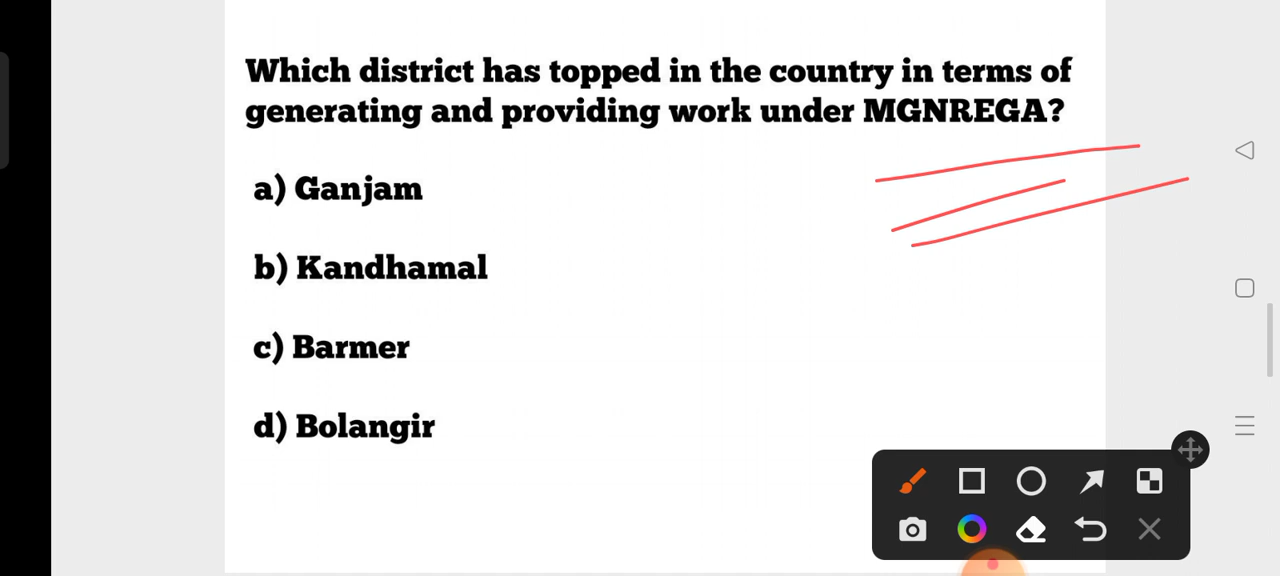 Which district has topped in the country in terms of
generating and providing work under MGNREGA?
a) Ganjam
b) Kandhamal
c) Barmer
d) Bolangir